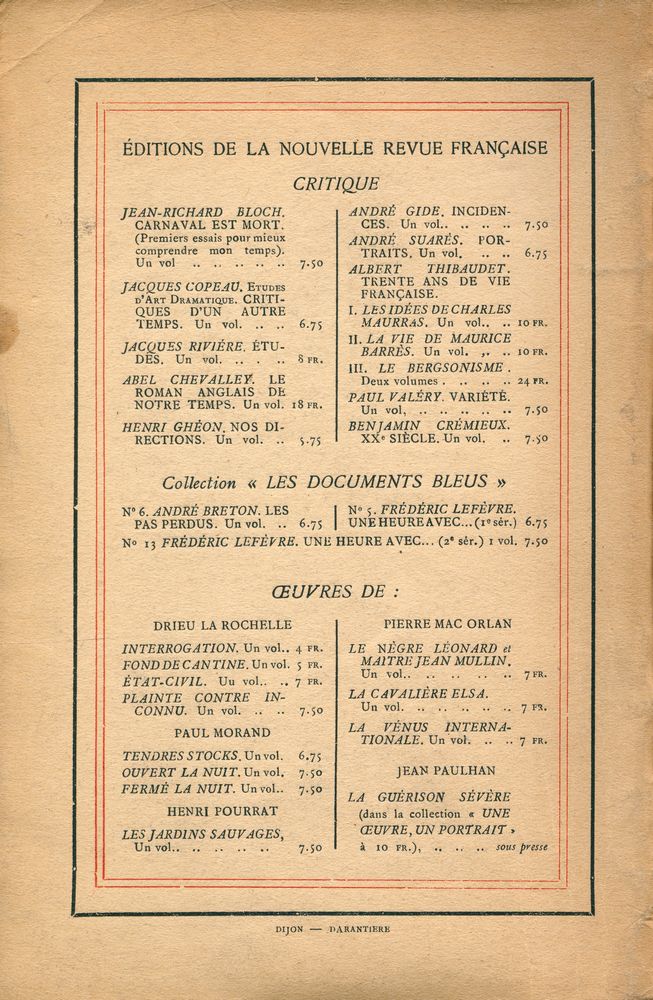 ÉDITIONS DE LA NOUVELLE REVUE FRANÇAISE
CRITIQUE
JEAN-RICHARD BLOCH.
CARNAVAL EST MORT.
(Premiers essais pour mieux
comprendre mon temps).
Un vol .. .. .. .. .. 7.50
JACQUES COPEAU. ETUDES
D'ART DRAMATIQUE. CRITI-
QUES D'UN AUTRE
TEMPS. Un vol. .. .. 6.75
JACQUES RIVIÉRE. ÉTU-
DES. Un vol. .. . .. 8 FR.
ABEL CHEVALLEY. LE
ROMAN ANGLAIS DE
NOTRE TEMPS. Un vol. 18 FR.
HENRI GHÉON. NOS DI-
RECTIONS. Un vol. .. 5.75
ANDRÉ GIDE. INCIDEN-
CES. Un vol.. .. .. .. 7.50
ANDRÉ SUARÈS. POR-
TRAITS. Un vol. .. .. 6.75
ALBERT THIBAUDET.
TRENTE ANS DE VIE
FRANÇAISE.
I. LES IDÉES DE CHARLES
MAURRAS. Un vol.. .. 10 FR.
II. LA VIE DE MAURICE
BARRÈS. Un vol. ,. .. 10 FR.
III. LE BERGSONISME.
Deux volumes . .. .. .. 24 FR.
PAUL VALÉRY. VARIÉTÉ.
Un vol, .. .. .. .. .. .. 7.50
BENJAMIN CRÉMIEUX.
XXe SIÈCLE. Un vol. .. 7.50
Collection « LES DOCUMENTS BLEUS »
No 6. ANDRÉ BRETON. LES
PAS PERDUS. Un vol. .. 6.75
No 5. FRÉDÉRIC LEFÈVRE.
UNE HEURE AVEC... (1e sér.) 6.75
No 13 FRÉDÉRIC LEFÈVRE. UNE HEURE AVEC... (2e sér.) 1 vol. 7.50
ŒUVRES DE :
DRIEU LA ROCHELLE
INTERROGATION. Un vol.. 4 FR.
FOND DE CANTINE. Un vol. 5 FR.
ÉTAT-CIVIL. Uu vol.. .. 7 FR.
PLAINTE CONTRE IN-
CONNU. Un vol. .. .. 7.50
PAUL MORAND
TENDRES STOCKS. Un vol. 6.75
OUVERT LA NUIT. Un vol. 7.50
FERMÉ LA NUIT. Un vol.. 7.50
HENRI POURRAT
LES JARDINS SAUVAGES,
Un vol.. .. .. .. .. .. 7.50
PIERRE MAC ORLAN
LE NÈGRE LÉONARD et
MAITRE JEAN MULLIN.
Un vol.. .. .. .. .. .. 7 FR.
LA CAVALIÈRE ELSA.
Un vol. .. .. .. .. .. .. 7 FR.
LA VÉNUS INTERNA-
TIONALE. Un vol. .. .. 7 FR.
JEAN PAULHAN
LA GUÉRISON SÉVÈRE
(dans la collection « UNE
ŒUVRE, UN PORTRAIT »
à 10 FR.), .. .. .. sous presse
DIJON — DARANTIERE